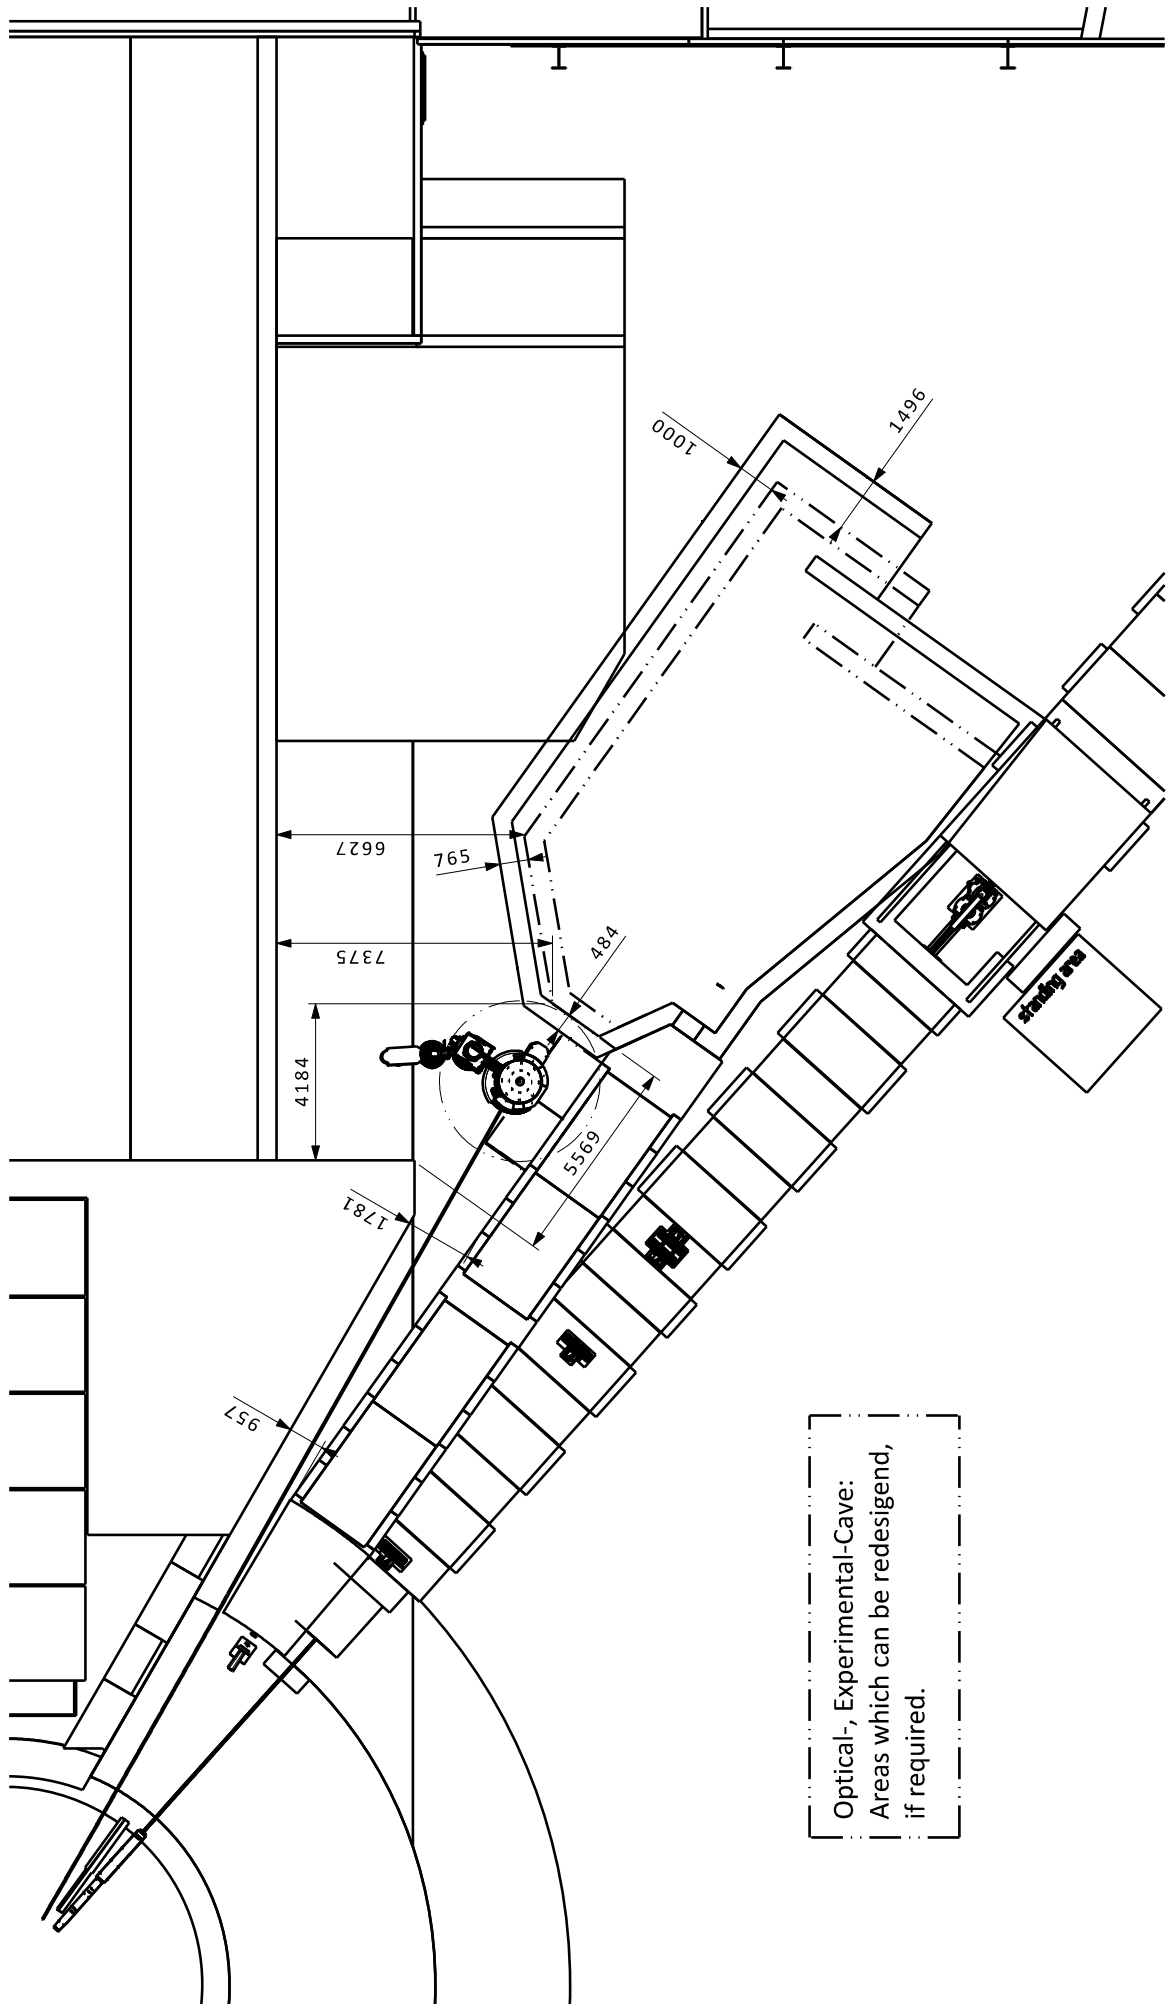 1496
1000
6627
765
7375
484
4184
standing area
5569
1781
957
Optical-, Experimental-Cave:
Areas which can be redesigend,
if required.